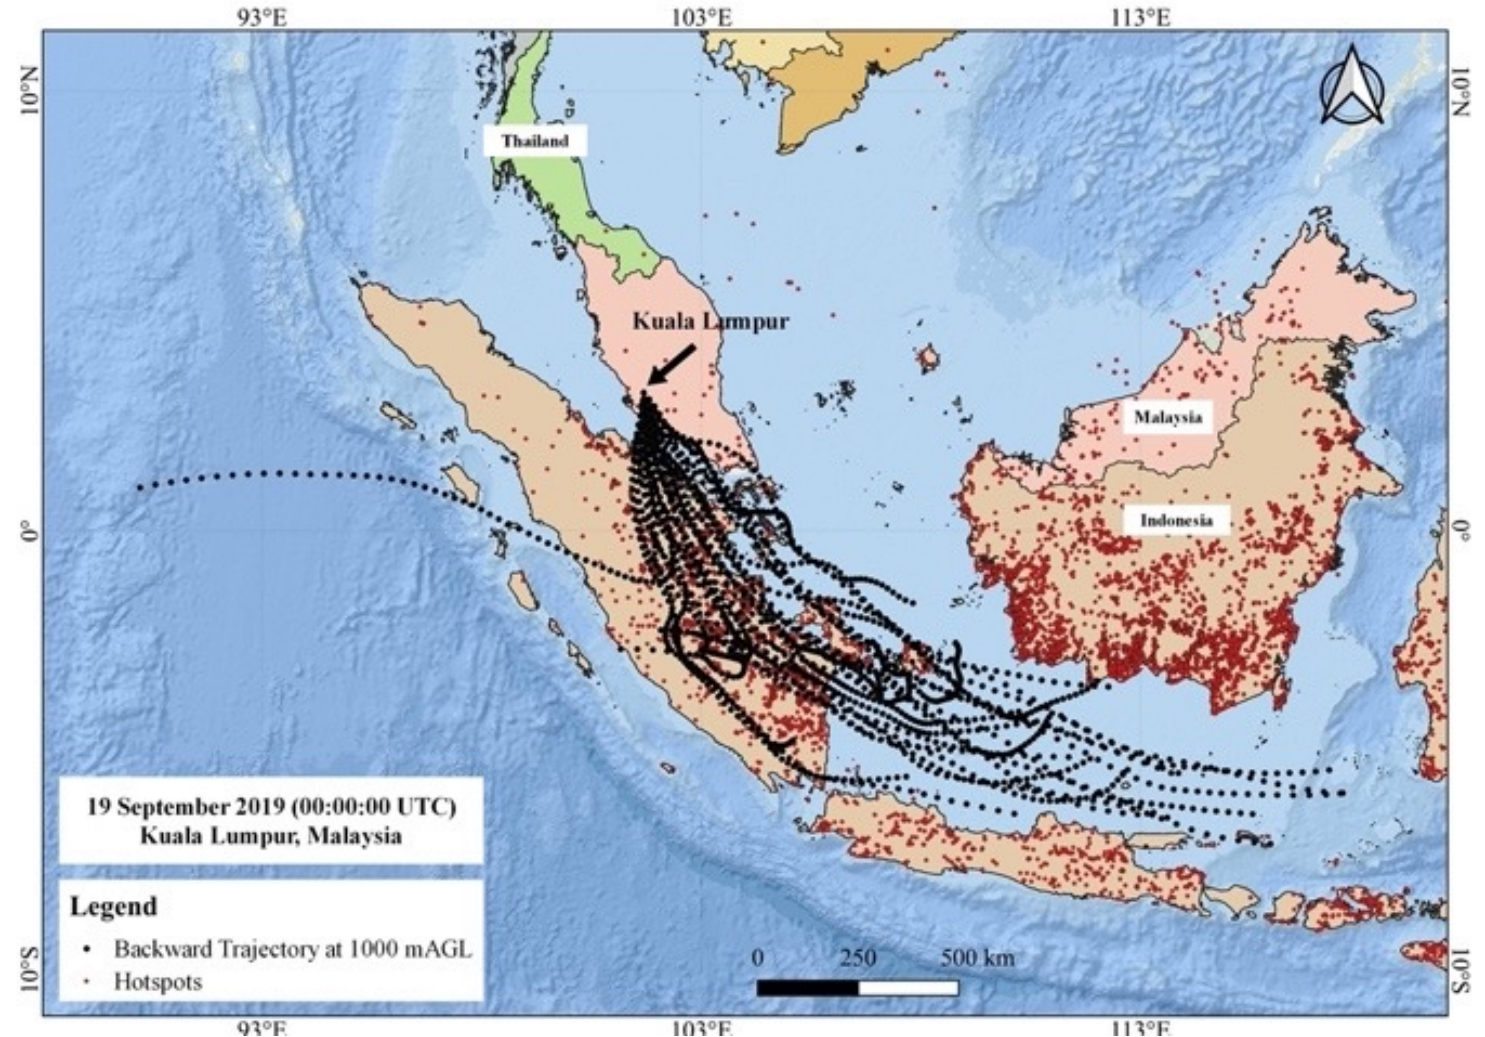 93°E
103°E
113°E
10°N
10°N
Thailand
Kuala Lumpur
Malaysia
Indonesia
0°
0°
19 September 2019 (00:00:00 UTC)
Kuala Lumpur, Malaysia
Legend
Backward Trajectory at 1000 mAGL
Hotspots
0 250 500 km
10°S
10°S
93°E
103°E
113°E